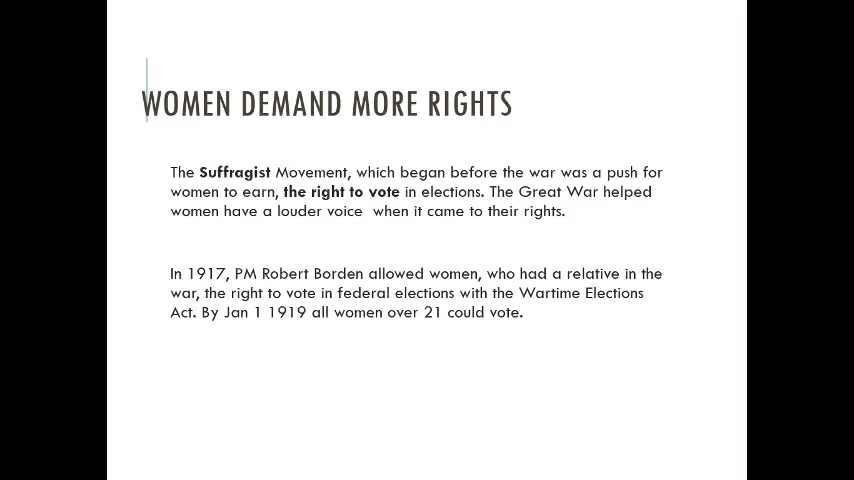 WOMEN DEMAND MORE RIGHTS
The Suffragist Movement, which began before the war was a push for
women to earn, the right to vote in elections. The Great War helped
women have a louder voice  when it came to their rights.
In 1917, PM Robert Borden allowed women, who had a relative in the
war, the right to vote in federal elections with the Wartime Elections
Act. By Jan 1 1919 all women over 21 could vote.